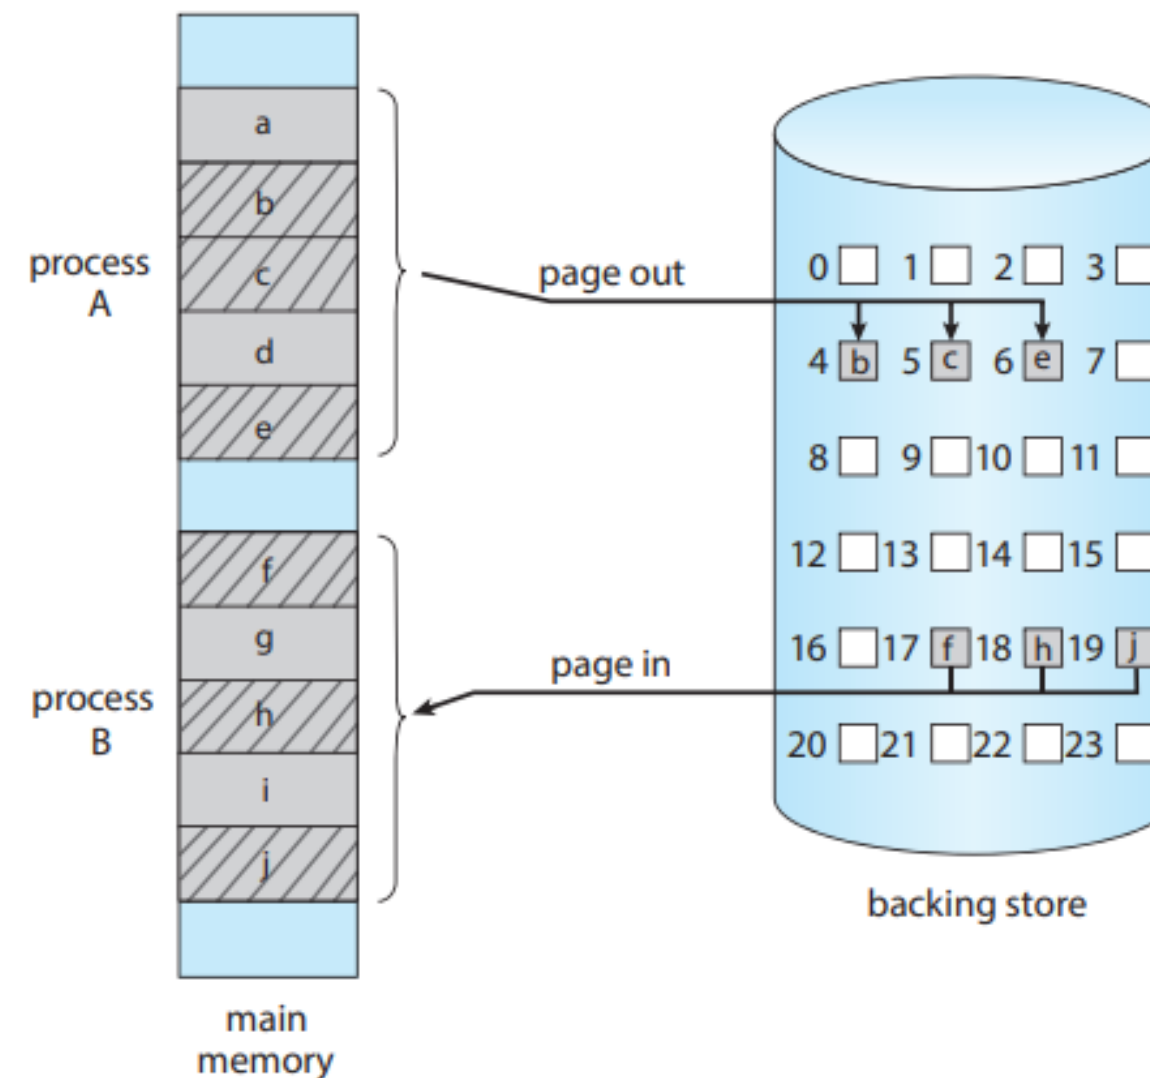 a
b
c
d
e
f
g
h
i
j
process
A
process
B
main
memory
page out
page in
0 1 2 3
4 b 5 c 6 e 7
8 9 10 11
12 13 14 15
16 17 f 18 h 19 j
20 21 22 23
backing store